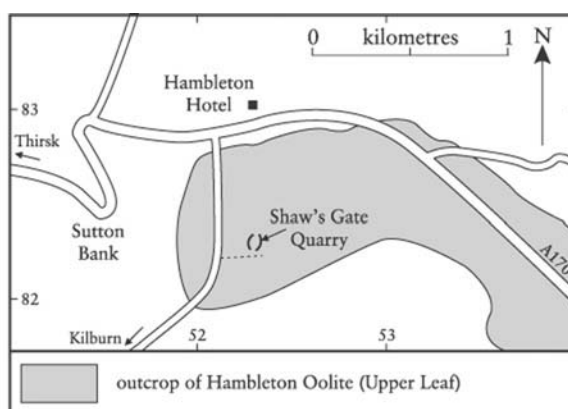 0 kilometres 1
N
Hambleton
Hotel
83
Thirsk
Sutton
Bank
Shaw's Gate
Quarry
A170
82
Kilburn
52
53
outcrop of Hambleton Oolite (Upper Leaf)